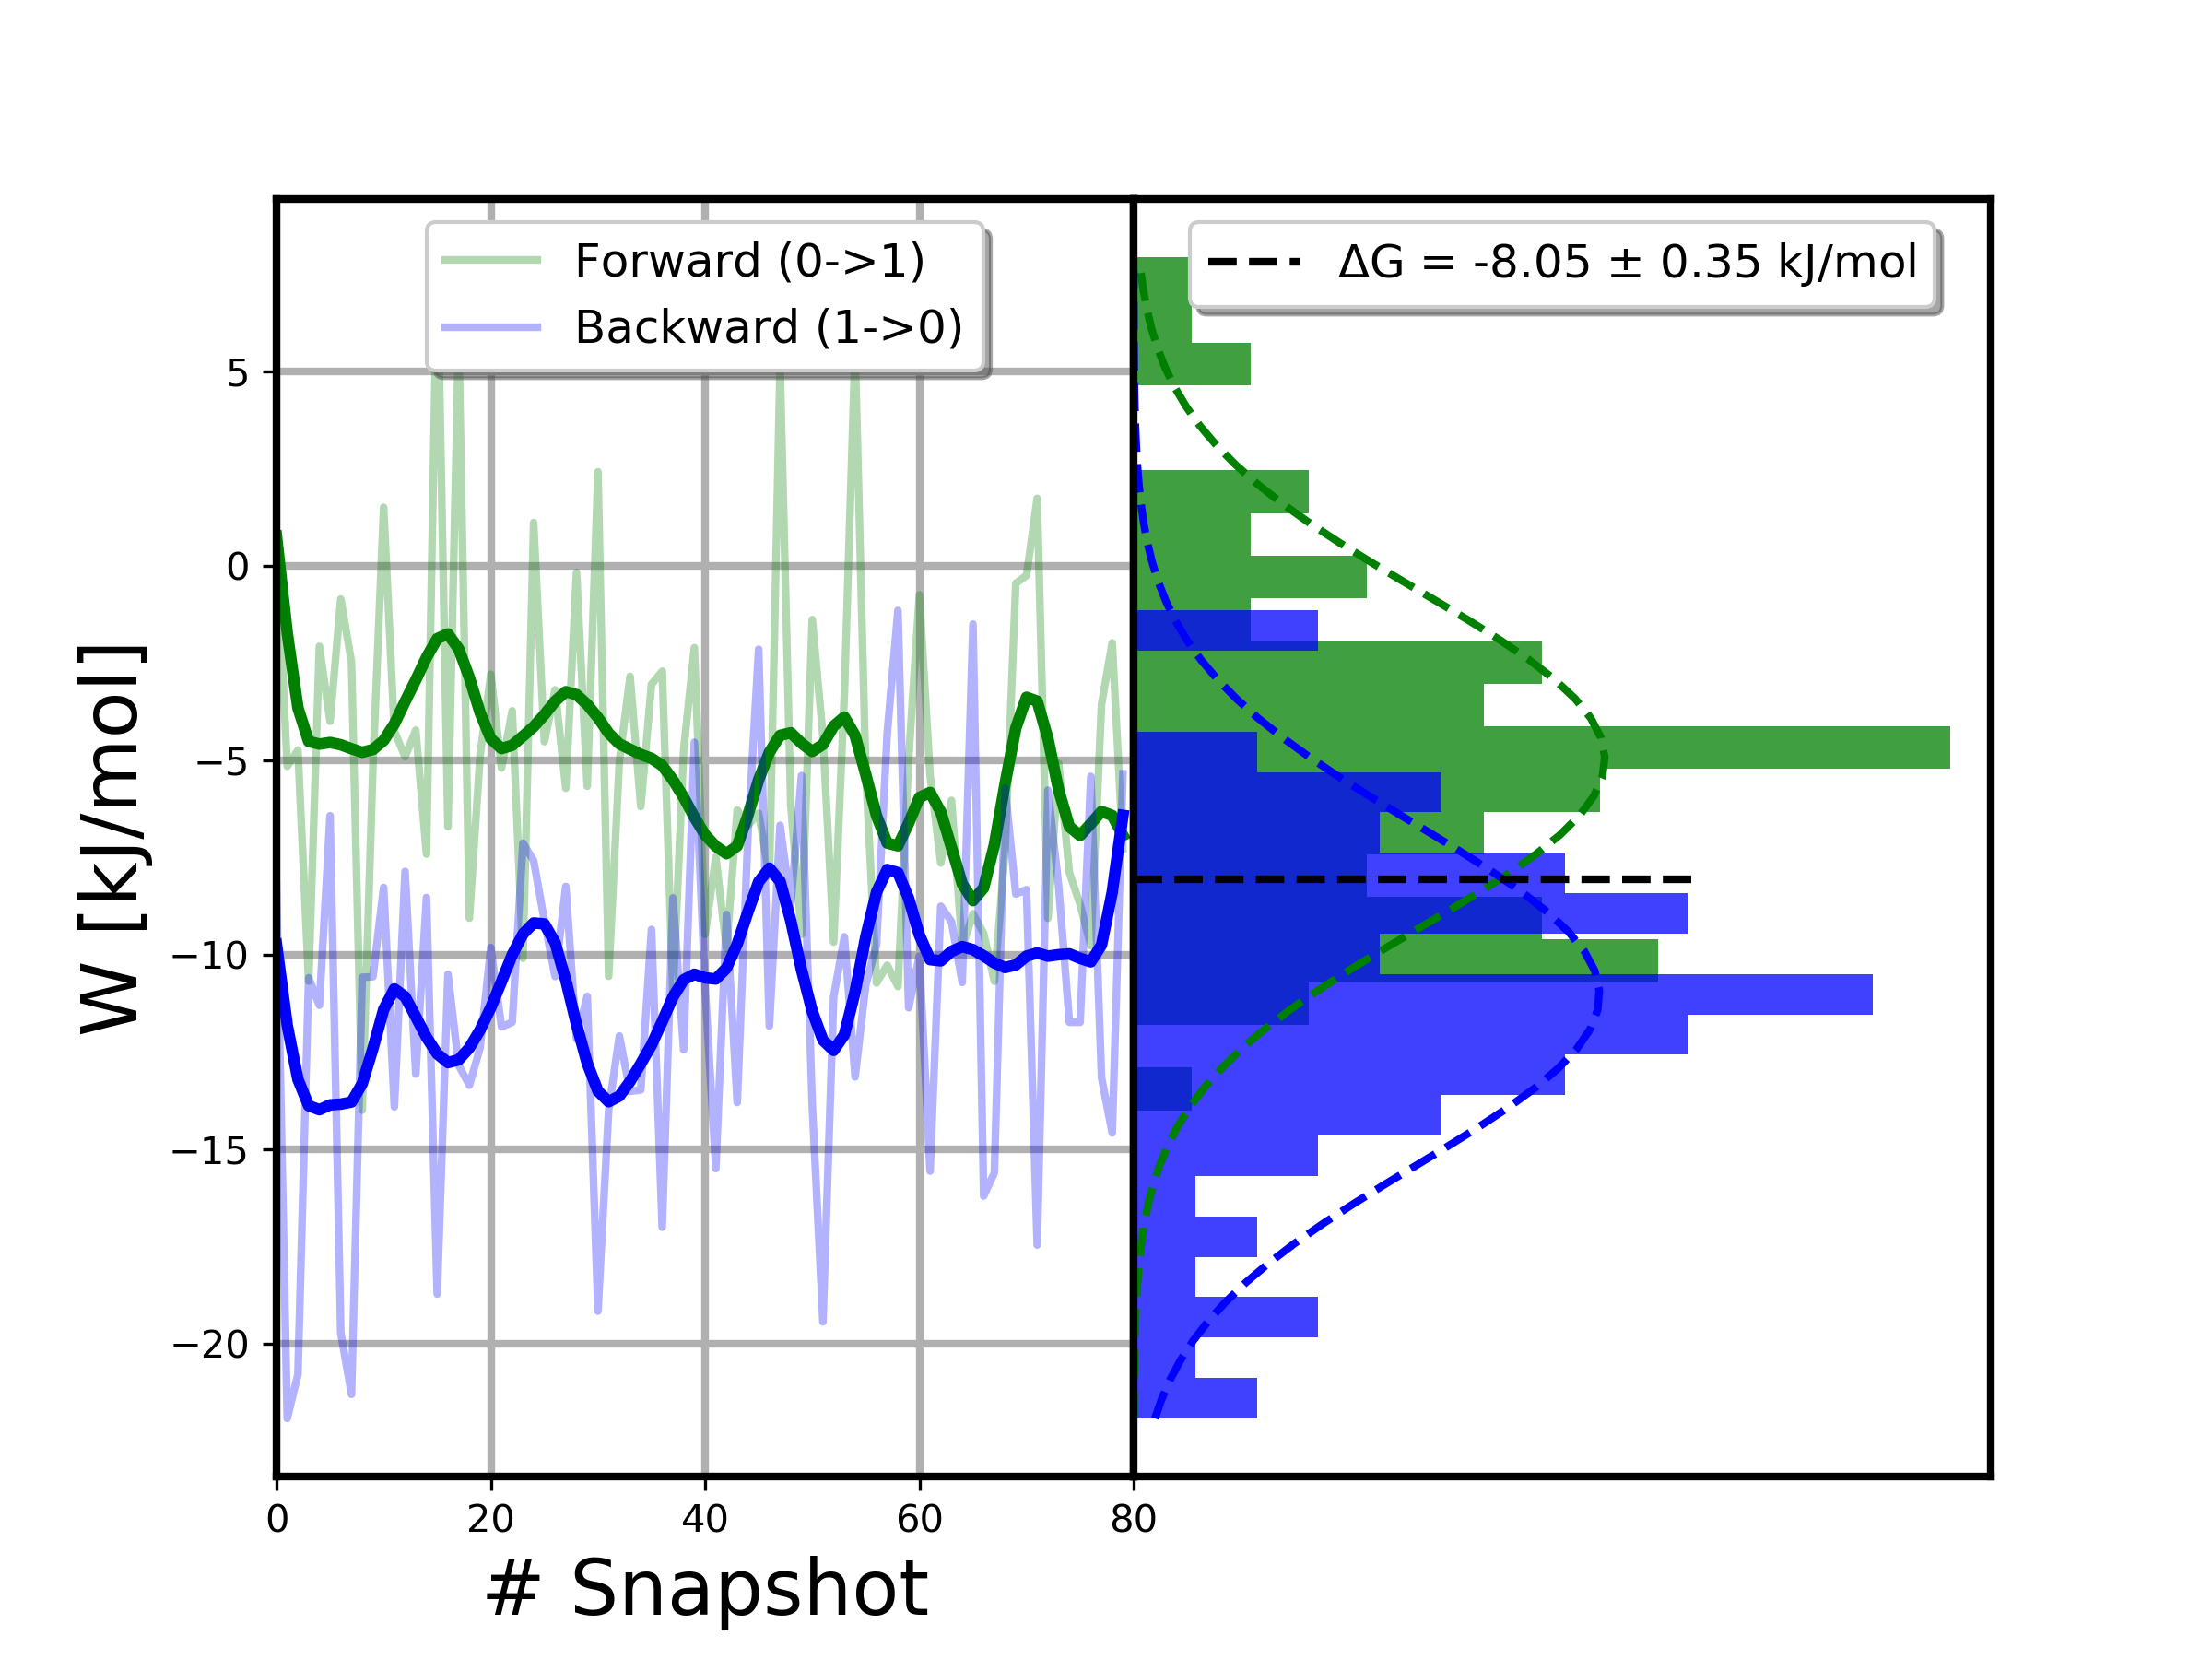 Forward (0->1)
Backward (1->0)
ΔG = -8.05 ± 0.35 kJ/mol
W [kJ/mol]
5
0
−5
−10
−15
−20
0 20 40 60 80
# Snapshot